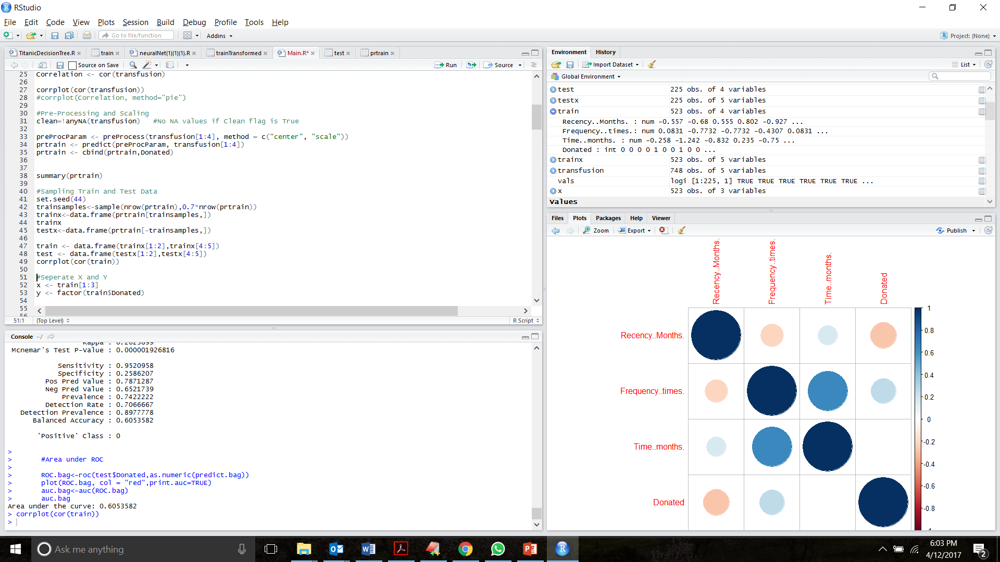 RStudio
File Edit Code View Plots Session Build Debug Profile Tools Help
Go to file/function Addins Project: (None)
TitanicDecisionTree.R train neuralNet(1)(1)(1).R trainTransformed Main.R* test prtrain
Source on Save Run Source
25 Correlation <- cor(transfusion)
26
27 corrplot(cor(transfusion))
28 #corrplot(Correlation, method="pie")
29
30 #Pre-Processing and Scaling
31 clean=!anyNA(transfusion) #No NA values if Clean flag is True
32
33 preProcParam <- preProcess(transfusion[1:4], method = c("center", "scale"))
34 prtrain <- predict(preProcParam, transfusion[1:4])
35 prtrain <- cbind(prtrain,Donated)
36
37
38 summary(prtrain)
39
40 #Sampling Train and Test Data
41 set.seed(44)
42 trainsamples<-sample(nrow(prtrain),0.7*nrow(prtrain))
43 trainx<-data.frame(prtrain[trainsamples,])
44 trainx
45 testx<-data.frame(prtrain[-trainsamples,])
46
47 train <- data.frame(trainx[1:2],trainx[4:5])
48 test <- data.frame(testx[1:2],testx[4:5])
49 corrplot(cor(train))
50
51 #Seperate X and Y
52 x <- train[1:3]
53 y <- factor(train$Donated)
54
55
56
51:1 (Top Level) R Script
Console ~/
Kappa : 0.2623899
Mcnemar's Test P-Value : 0.000001926816
Sensitivity : 0.9520958
Specificity : 0.2586207
Pos Pred Value : 0.7871287
Neg Pred Value : 0.6521739
Prevalence : 0.7422222
Detection Rate : 0.7066667
Detection Prevalence : 0.8977778
Balanced Accuracy : 0.6053582
'Positive' Class : 0
>
> #Area under ROC
>
> ROC.bag<-roc(test$Donated,as.numeric(predict.bag))
> plot(ROC.bag, col = "red",print.auc=TRUE)
> auc.bag<-auc(ROC.bag)
> auc.bag
Area under the curve: 0.6053582
> corrplot(cor(train))
>
Environment History
Import Dataset List
Global Environment
test 225 obs. of 4 variables
testx 225 obs. of 5 variables
train 523 obs. of 4 variables
Recency..Months. : num -0.557 -0.68 0.555 0.802 -0.927 ...
Frequency..times.: num 0.0831 -0.7732 -0.7732 -0.4307 0.0831 ...
Time..months. : num -0.258 -1.242 -0.832 0.235 -0.75 ...
Donated : int 0 0 0 0 1 0 0 1 0 0 ...
trainx 523 obs. of 5 variables
transfusion 748 obs. of 5 variables
vals logi [1:225, 1] TRUE TRUE TRUE TRUE TRUE TRUE ...
x 523 obs. of 3 variables
Values
Files Plots Packages Help Viewer
Zoom Export Publish
Recency..Months. Frequency..times. Time..months. Donated
Recency..Months.
Frequency..times.
Time..months.
Donated
1
0.8
0.6
0.4
0.2
0
-0.2
-0.4
-0.6
-0.8
-1
Ask me anything
6:03 PM
4/12/2017
2